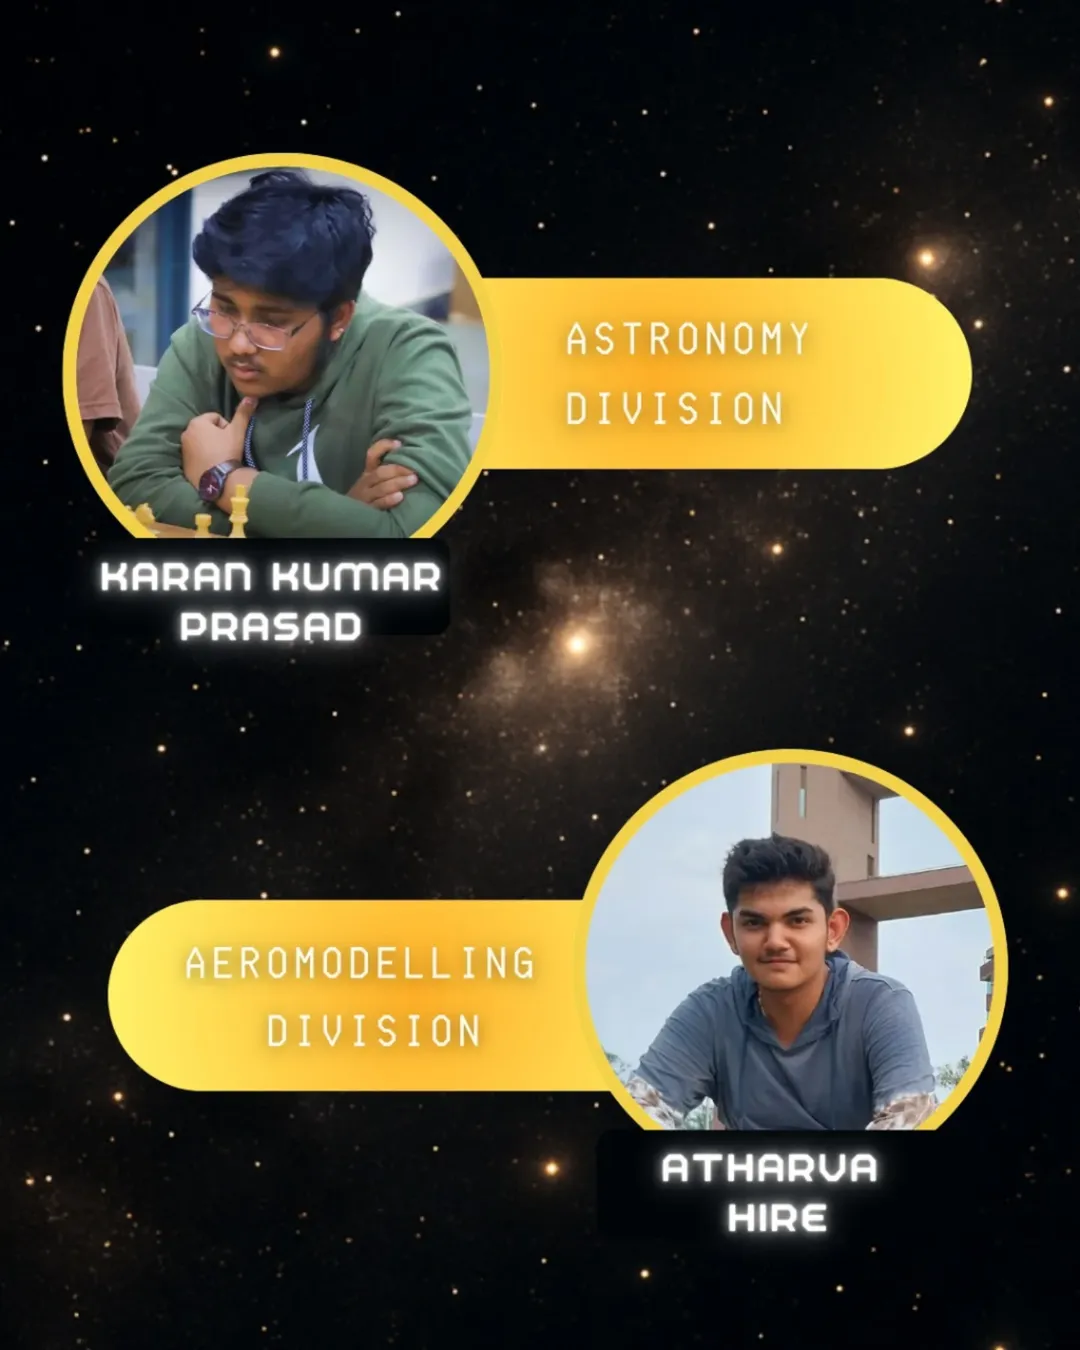 ASTRONOMY
DIVISION
KARAN KUMAR
PRASAD
AEROMODELLING
DIVISION
ATHARVA
HIRE